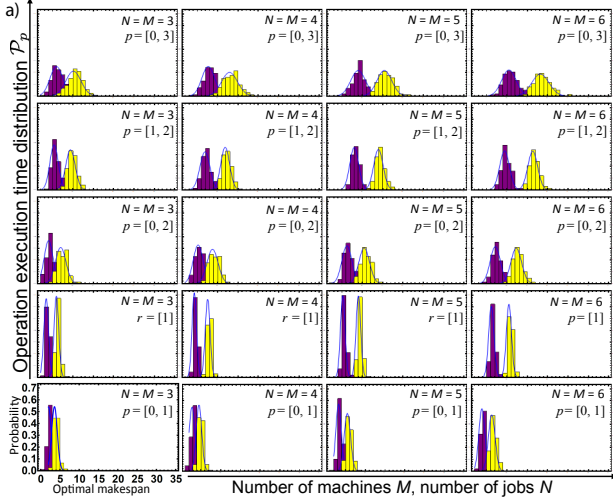 a)
Operation execution time distribution 𝒫p
N = M = 3
p = [0, 3]
N = M = 4
p = [0, 3]
N = M = 5
p = [0, 3]
N = M = 6
p = [0, 3]
N = M = 3
p = [1, 2]
N = M = 4
p = [1, 2]
N = M = 5
p = [1, 2]
N = M = 6
p = [1, 2]
N = M = 3
p = [0, 2]
N = M = 4
p = [0, 2]
N = M = 5
p = [0, 2]
N = M = 6
p = [0, 2]
N = M = 3
r = [1]
N = M = 4
r = [1]
N = M = 5
r = [1]
N = M = 6
p = [1]
N = M = 3
p = [0, 1]
N = M = 4
p = [0, 1]
N = M = 5
p = [0, 1]
N = M = 6
p = [0, 1]
Probability
0.7
0.6
0.5
0.4
0.3
0.2
0.1
0.0
0 5 10 15 20 25 30 35
Optimal makespan
Number of machines M, number of jobs N